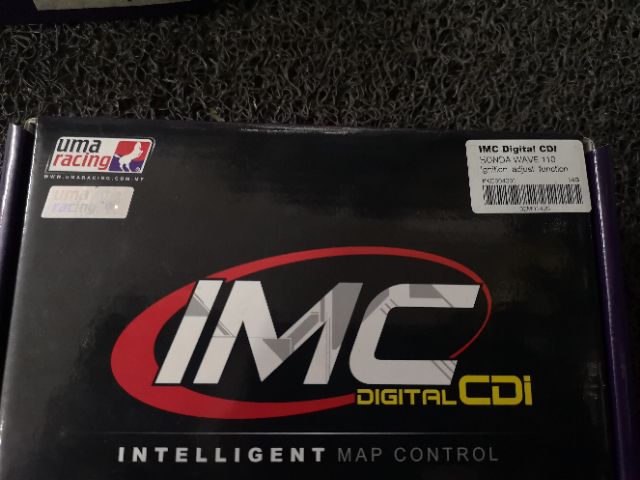 uma
racing
WWW.UMARACING.COM.MY
uma
racing
IMC Digital CDI
HONDA WAVE 110
ignition adjust function
IMC
DIGITAL CDi
INTELLIGENT MAP CONTROL